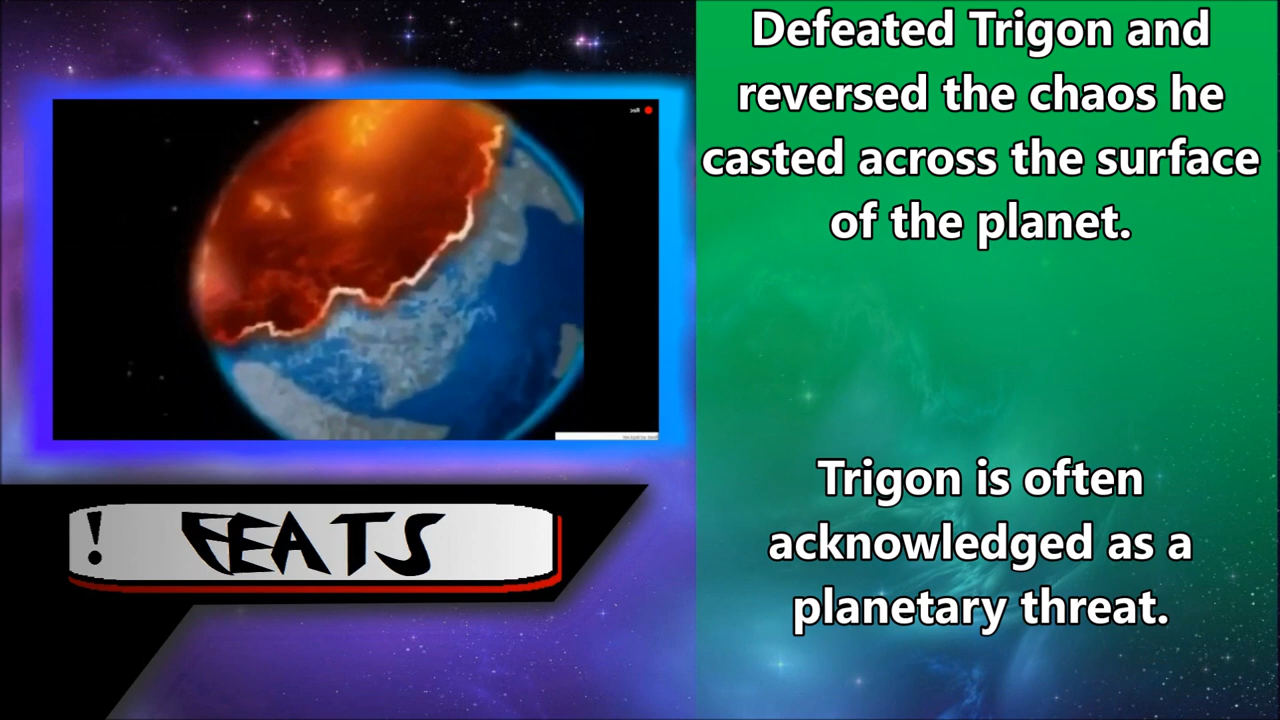 Defeated Trigon and
reversed the chaos he
casted across the surface
of the planet.
! FEATS
Trigon is often
acknowledged as a
planetary threat.